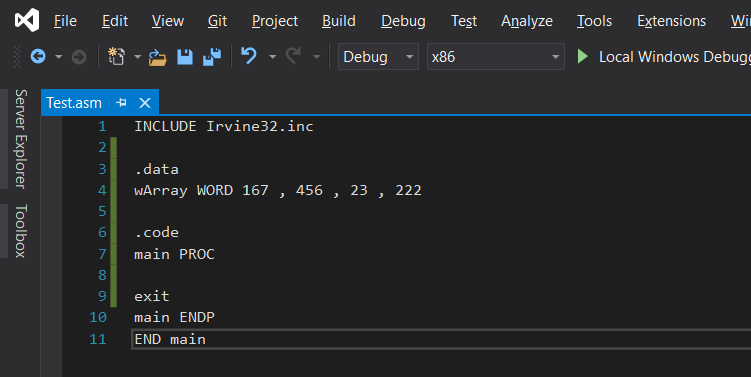 File Edit View Git Project Build Debug Test Analyze Tools Extensions
Debug x86 Local Windows Debugg
Server Explorer
Toolbox
Test.asm
1 INCLUDE Irvine32.inc
2
3 .data
4 wArray WORD 167 , 456 , 23 , 222
5
6 .code
7 main PROC
8
9 exit
10 main ENDP
11 END main